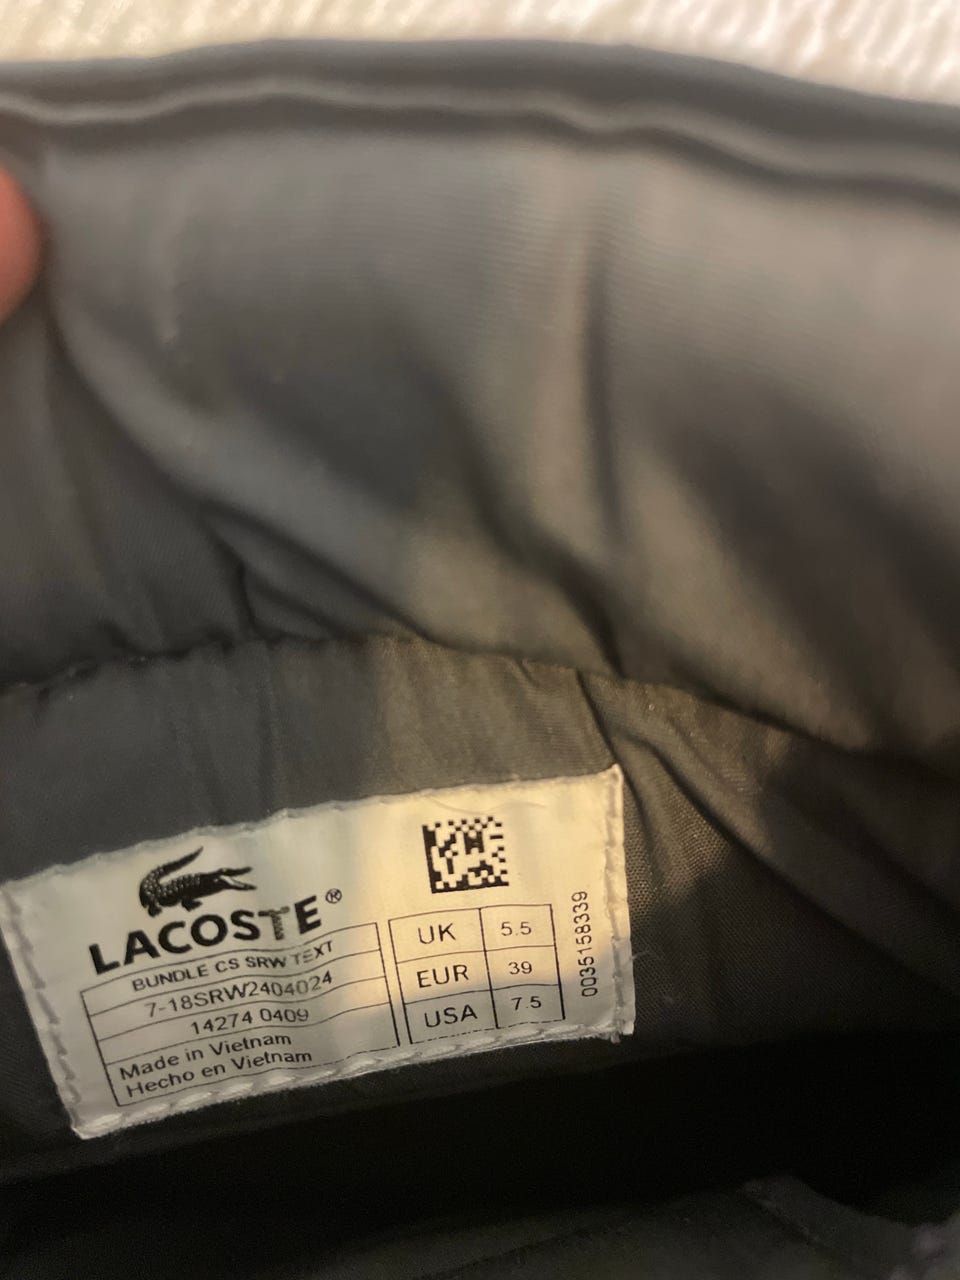 LACOSTE®
BUNDLE CS SRW TEXT
7-18SRW2404024
14274 0409
Made in Vietnam
Hecho en Vietnam
UK 5.5
EUR 39
USA 7.5
0035158339